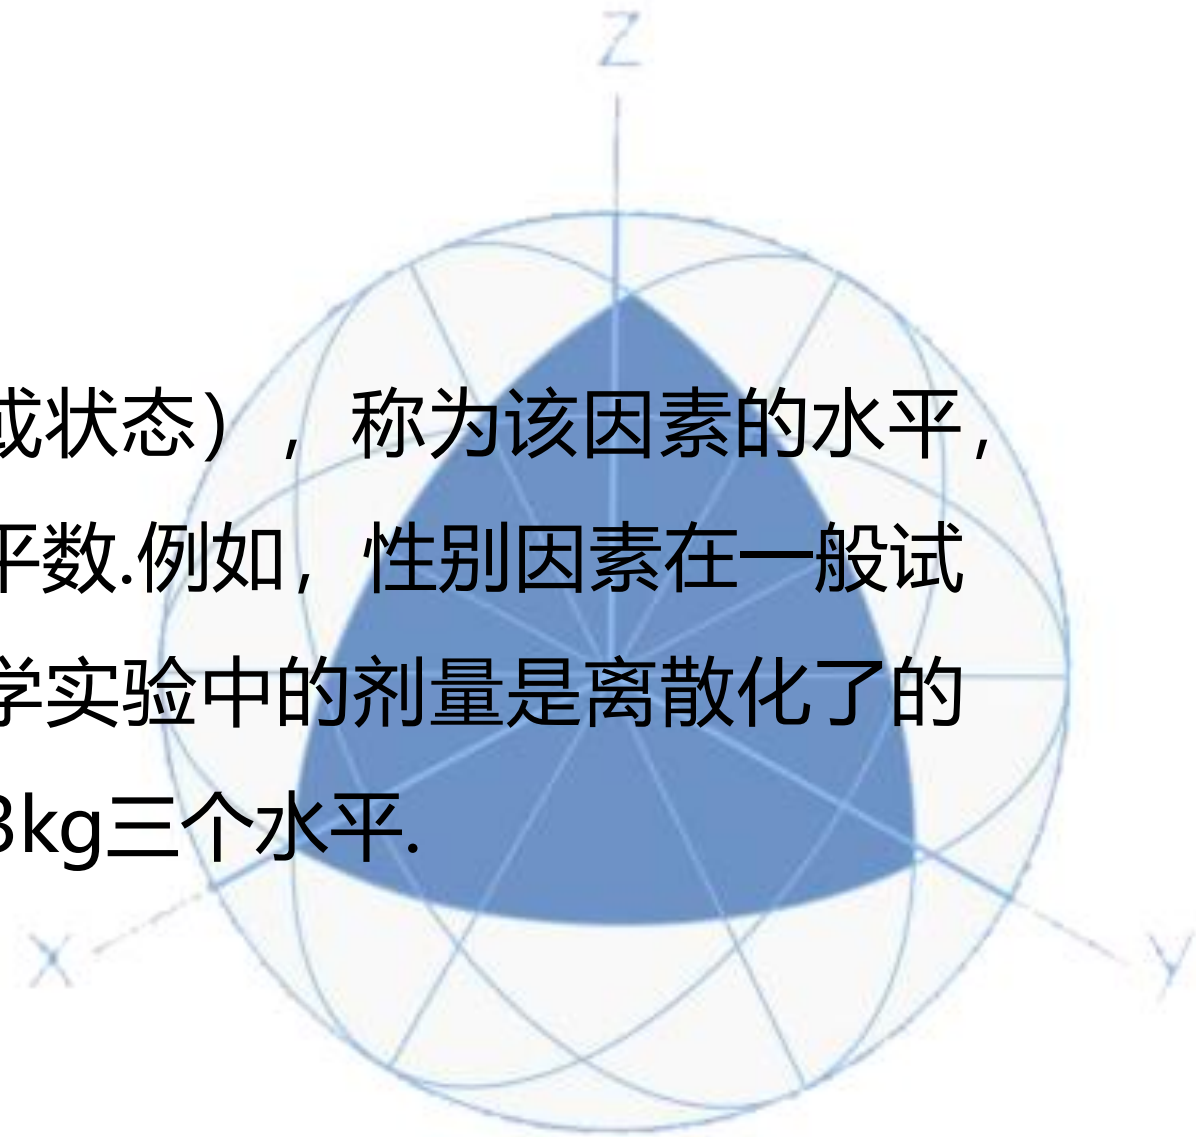 Z
或状态），称为该因素的水平，
平数.例如，性别因素在一般试
学实验中的剂量是离散化了的
3kg三个水平.
X
y